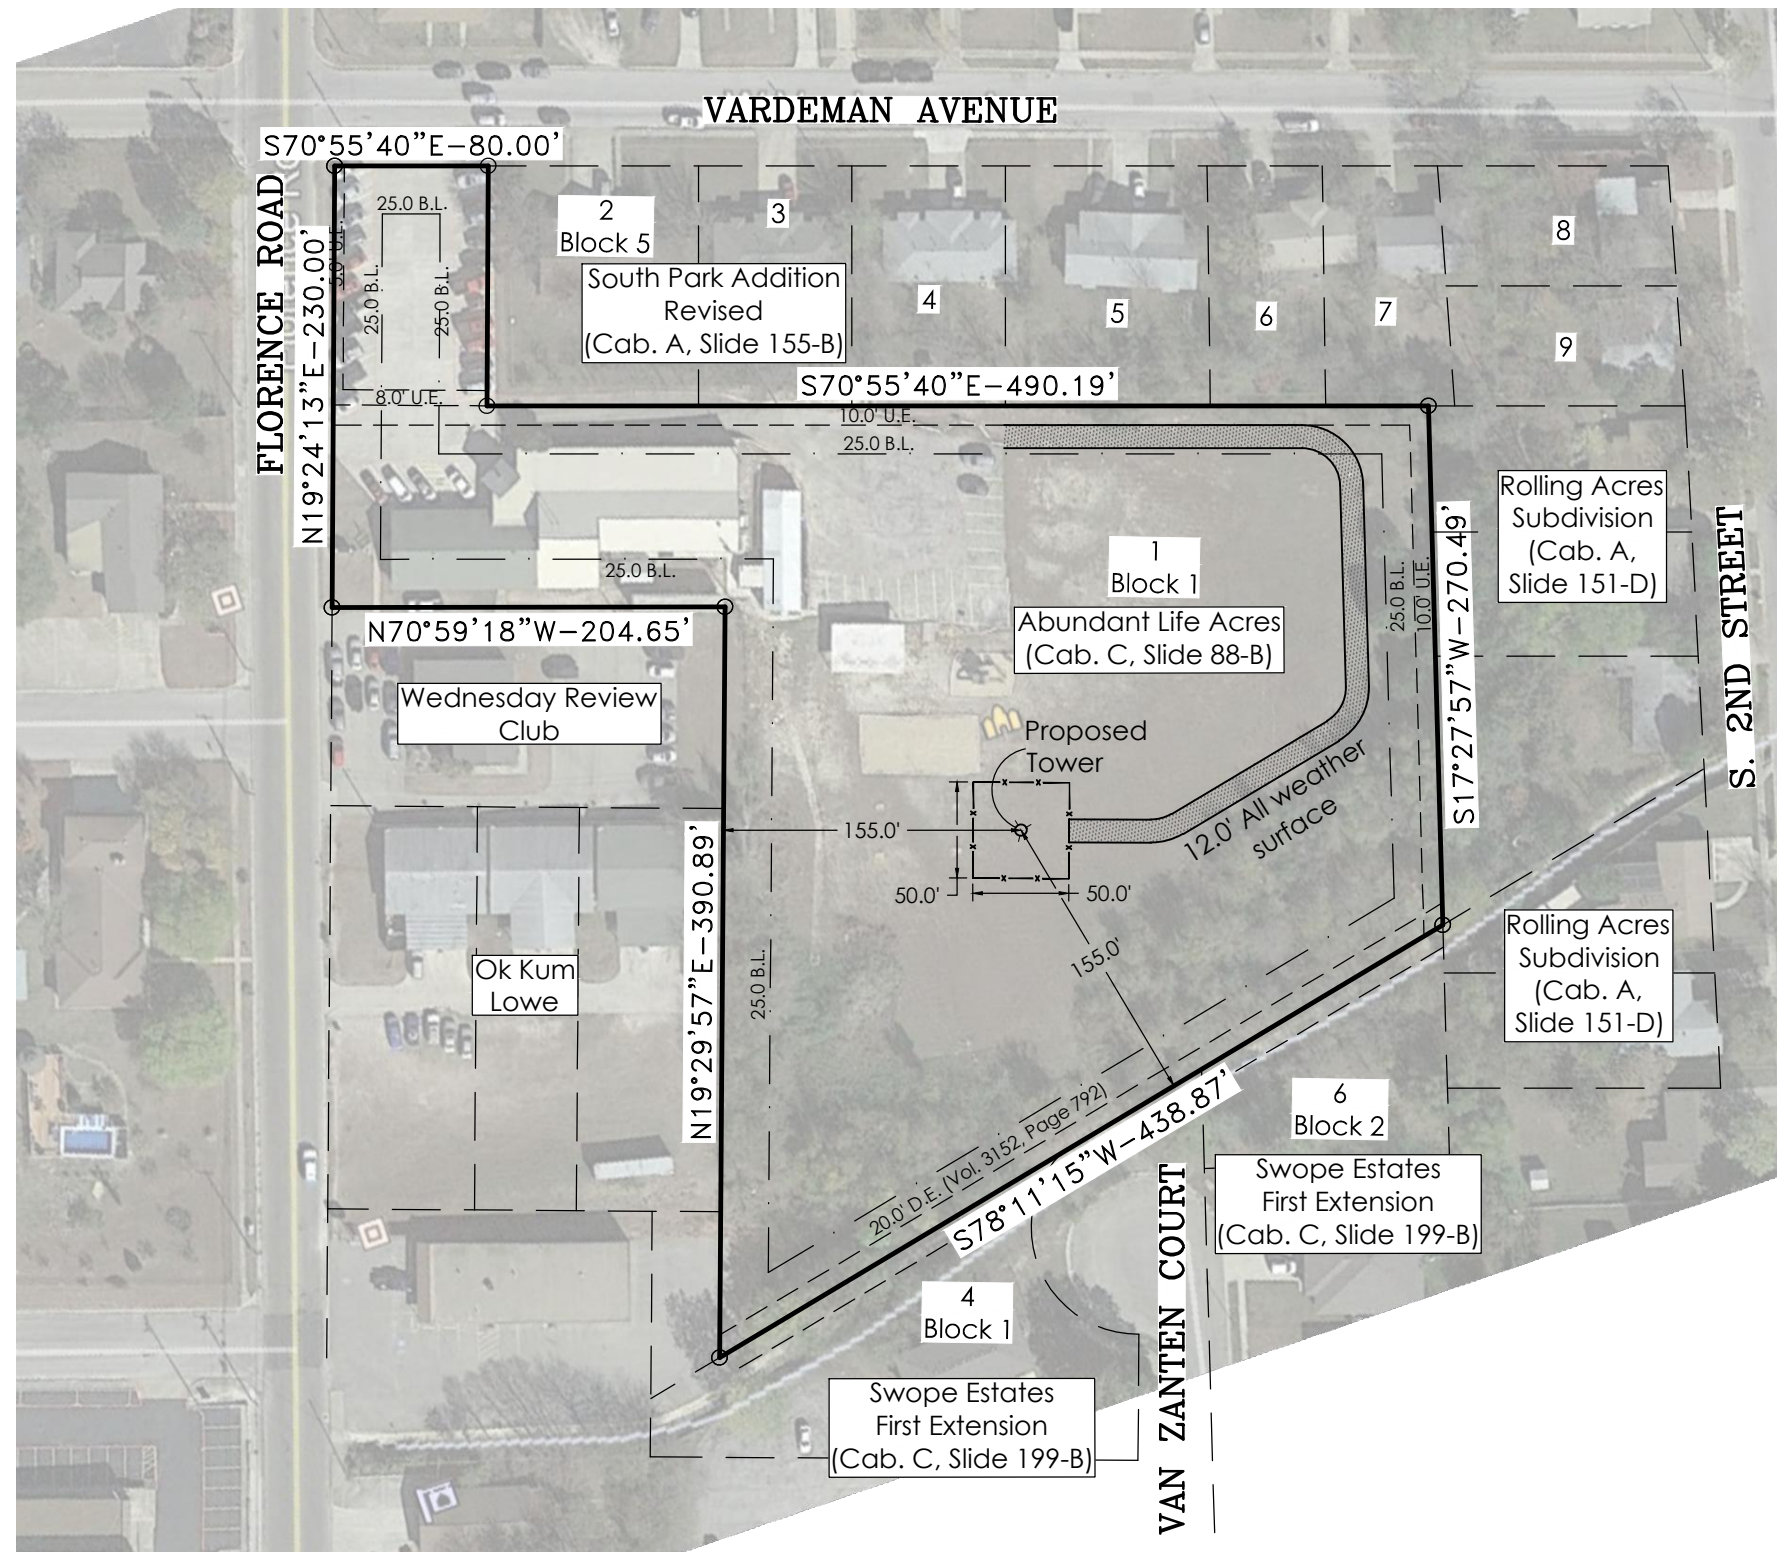 VARDEMAN AVENUE
S70°55'40"E-80.00'
FLORENCE ROAD
N19°24'13"E-230.00'
5.0' U.E.
25.0 B.L.
25.0 B.L.
25.0 B.L.
8.0' U.E.
2
Block 5
South Park Addition
Revised
(Cab. A, Slide 155-B)
3
4
5
6
7
8
9
S70°55'40"E-490.19'
10.0' U.E.
25.0 B.L.
25.0 B.L.
1
Block 1
Abundant Life Acres
(Cab. C, Slide 88-B)
25.0 B.L.
10.0' U.E.
S17°27'57"W-270.49'
Rolling Acres
Subdivision
(Cab. A,
Slide 151-D)
S. 2ND STREET
N70°59'18"W-204.65'
Wednesday Review
Club
Proposed
Tower
155.0'
50.0'
50.0'
12.0' All weather
surface
155.0'
N19°29'57"E-390.89'
25.0 B.L.
Ok Kum
Lowe
Rolling Acres
Subdivision
(Cab. A,
Slide 151-D)
20.0' D.E. (Vol. 3152, Page 792)
S78°11'15"W-438.87'
6
Block 2
Swope Estates
First Extension
(Cab. C, Slide 199-B)
4
Block 1
Swope Estates
First Extension
(Cab. C, Slide 199-B)
VAN ZANTEN COURT